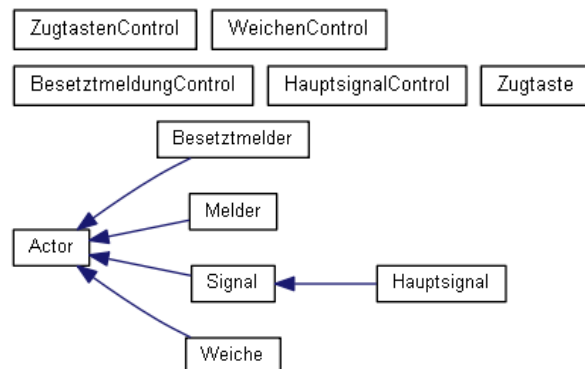 ZugtastenControl WeichenControl
BesetztmeldungControl HauptsignalControl Zugtaste
Besetztmelder
Melder
Actor
Signal Hauptsignal
Weiche